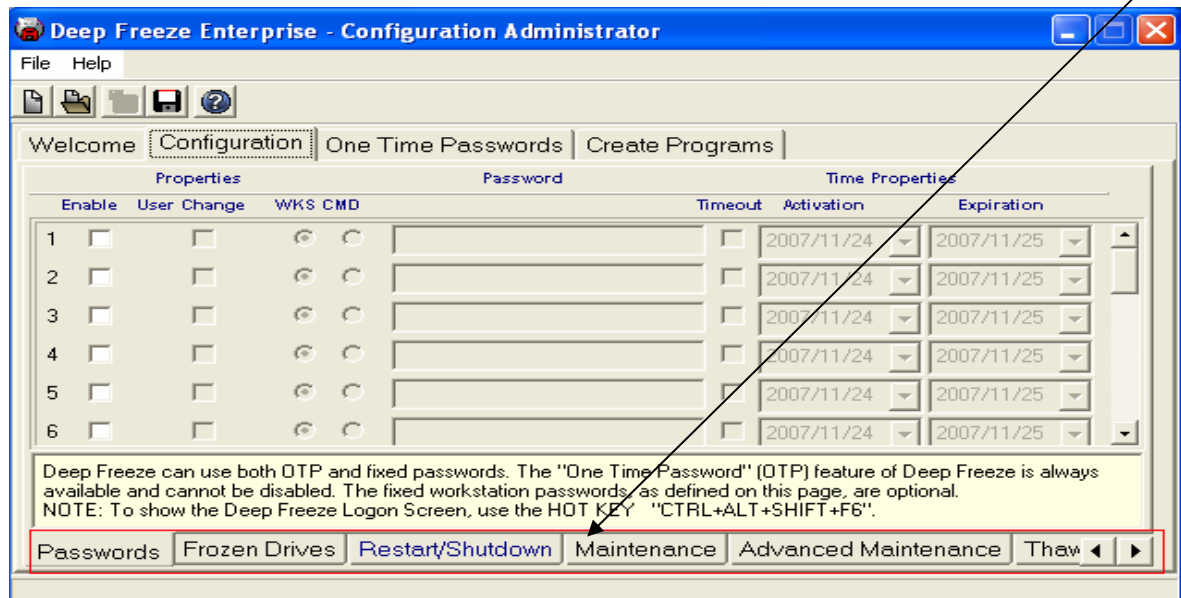 Deep Freeze Enterprise - Configuration Administrator
File Help
Welcome Configuration One Time Passwords Create Programs
Properties Password Time Properties
Enable User Change WKS CMD Timeout Activation Expiration
1 2007/11/24 2007/11/25
2 2007/11/24 2007/11/25
3 2007/11/24 2007/11/25
4 2007/11/24 2007/11/25
5 2007/11/24 2007/11/25
6 2007/11/24 2007/11/25
Deep Freeze can use both OTP and fixed passwords. The "One Time Password" (OTP) feature of Deep Freeze is always
available and cannot be disabled. The fixed workstation passwords, as defined on this page, are optional.
NOTE: To show the Deep Freeze Logon Screen, use the HOT KEY "CTRL+ALT+SHIFT+F6".
Passwords Frozen Drives Restart/Shutdown Maintenance Advanced Maintenance Thaw